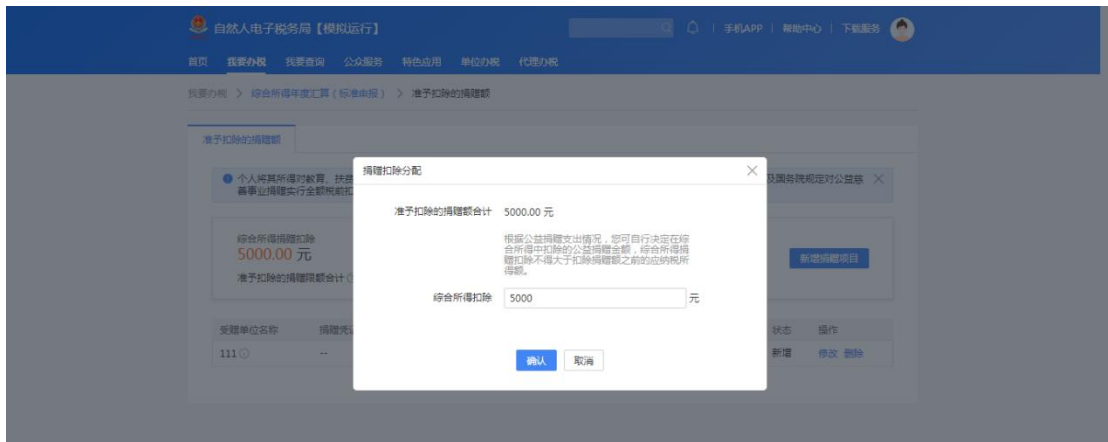 自然人电子税务局【模拟运行】
手机APP | 帮助中心 | 下载服务
首页 我要办税 我要查询 公众服务 特色应用 单位办税 代理办税
我要办税 > 综合所得年度汇算（标准申报） > 准予扣除的捐赠额
准予扣除的捐赠额
捐赠扣除分配
个人将其所得对教育、扶贫
及国务院规定对公益慈
善事业捐赠实行全额税前扣
准予扣除的捐赠额合计 5000.00 元
根据公益捐赠支出情况，您可自行决定在综
合所得中扣除的公益捐赠金额，综合所得捐
赠扣除不得大于扣除捐赠额之前的应纳税所
得额。
综合所得捐赠扣除
5000.00 元
准予扣除的捐赠限额合计
新增捐赠项目
综合所得扣除 5000 元
受赠单位名称 捐赠凭证 状态 操作
111 -- 新增 修改 删除
确认 取消